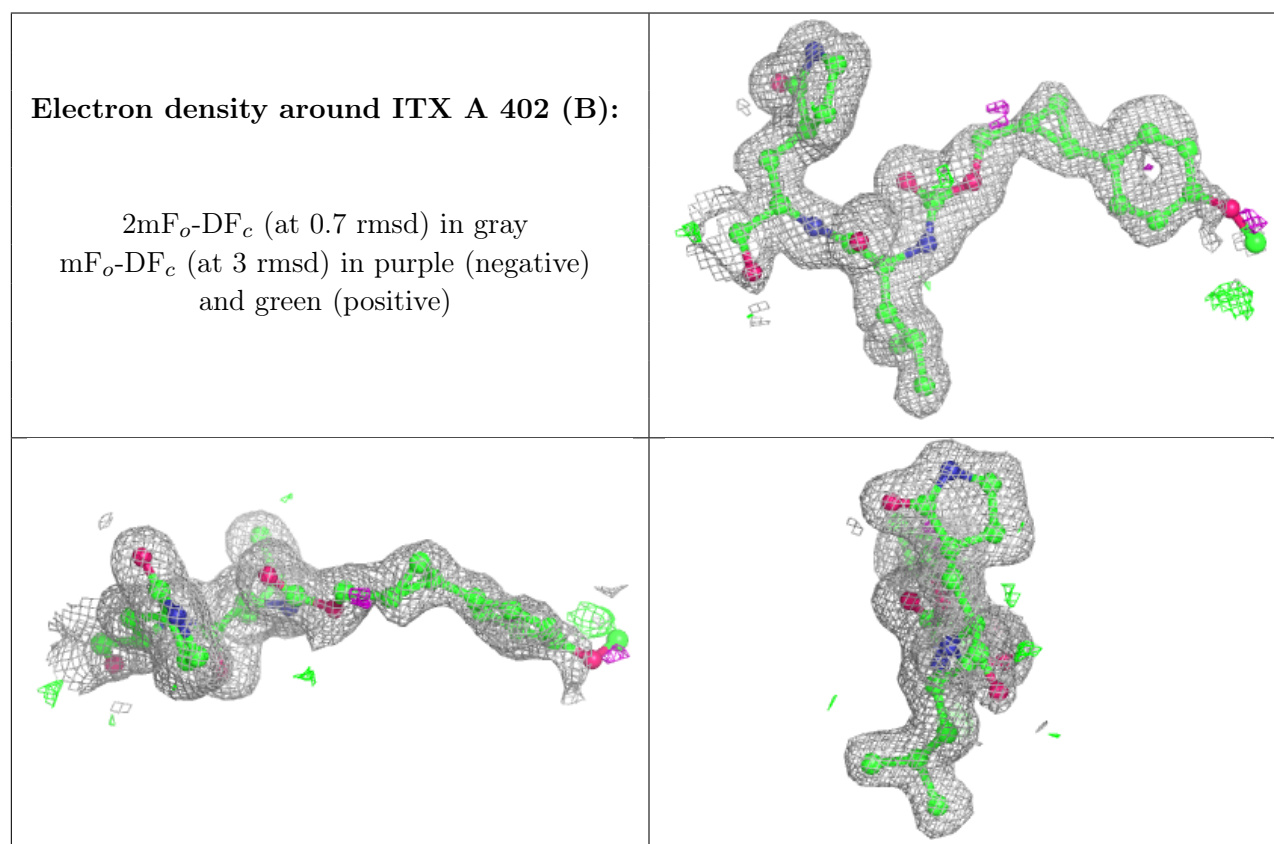 Electron density around ITX A 402 (B):
2mFo-DFc (at 0.7 rmsd) in gray
mFo-DFc (at 3 rmsd) in purple (negative)
and green (positive)